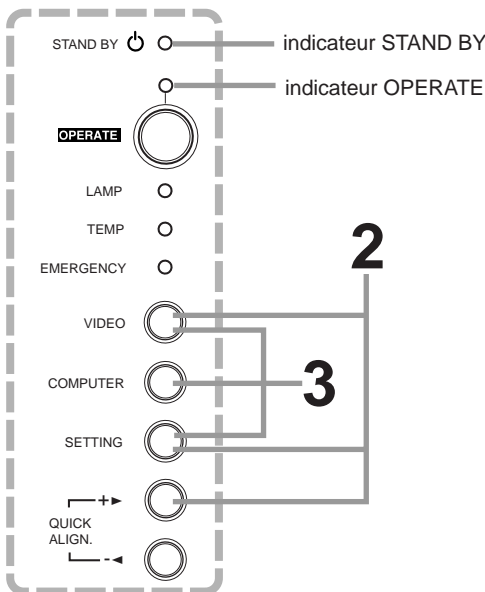 STAND BY
indicateur STAND BY
indicateur OPERATE
OPERATE
LAMP
TEMP
EMERGENCY
2
VIDEO
COMPUTER
3
SETTING
+
QUICK
ALIGN.
-